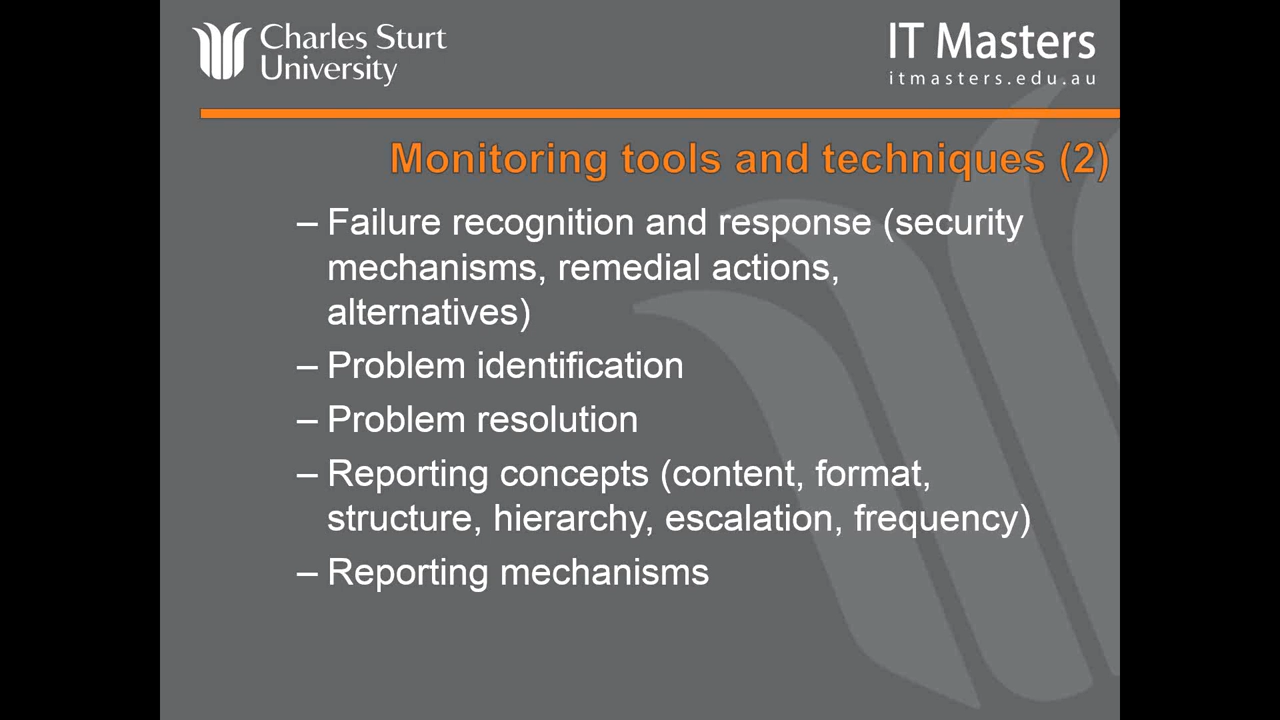 Charles Sturt
University
IT Masters
itmasters.edu.au
Monitoring tools and techniques (2)
– Failure recognition and response (security
mechanisms, remedial actions,
alternatives)
– Problem identification
– Problem resolution
– Reporting concepts (content, format,
structure, hierarchy, escalation, frequency)
– Reporting mechanisms